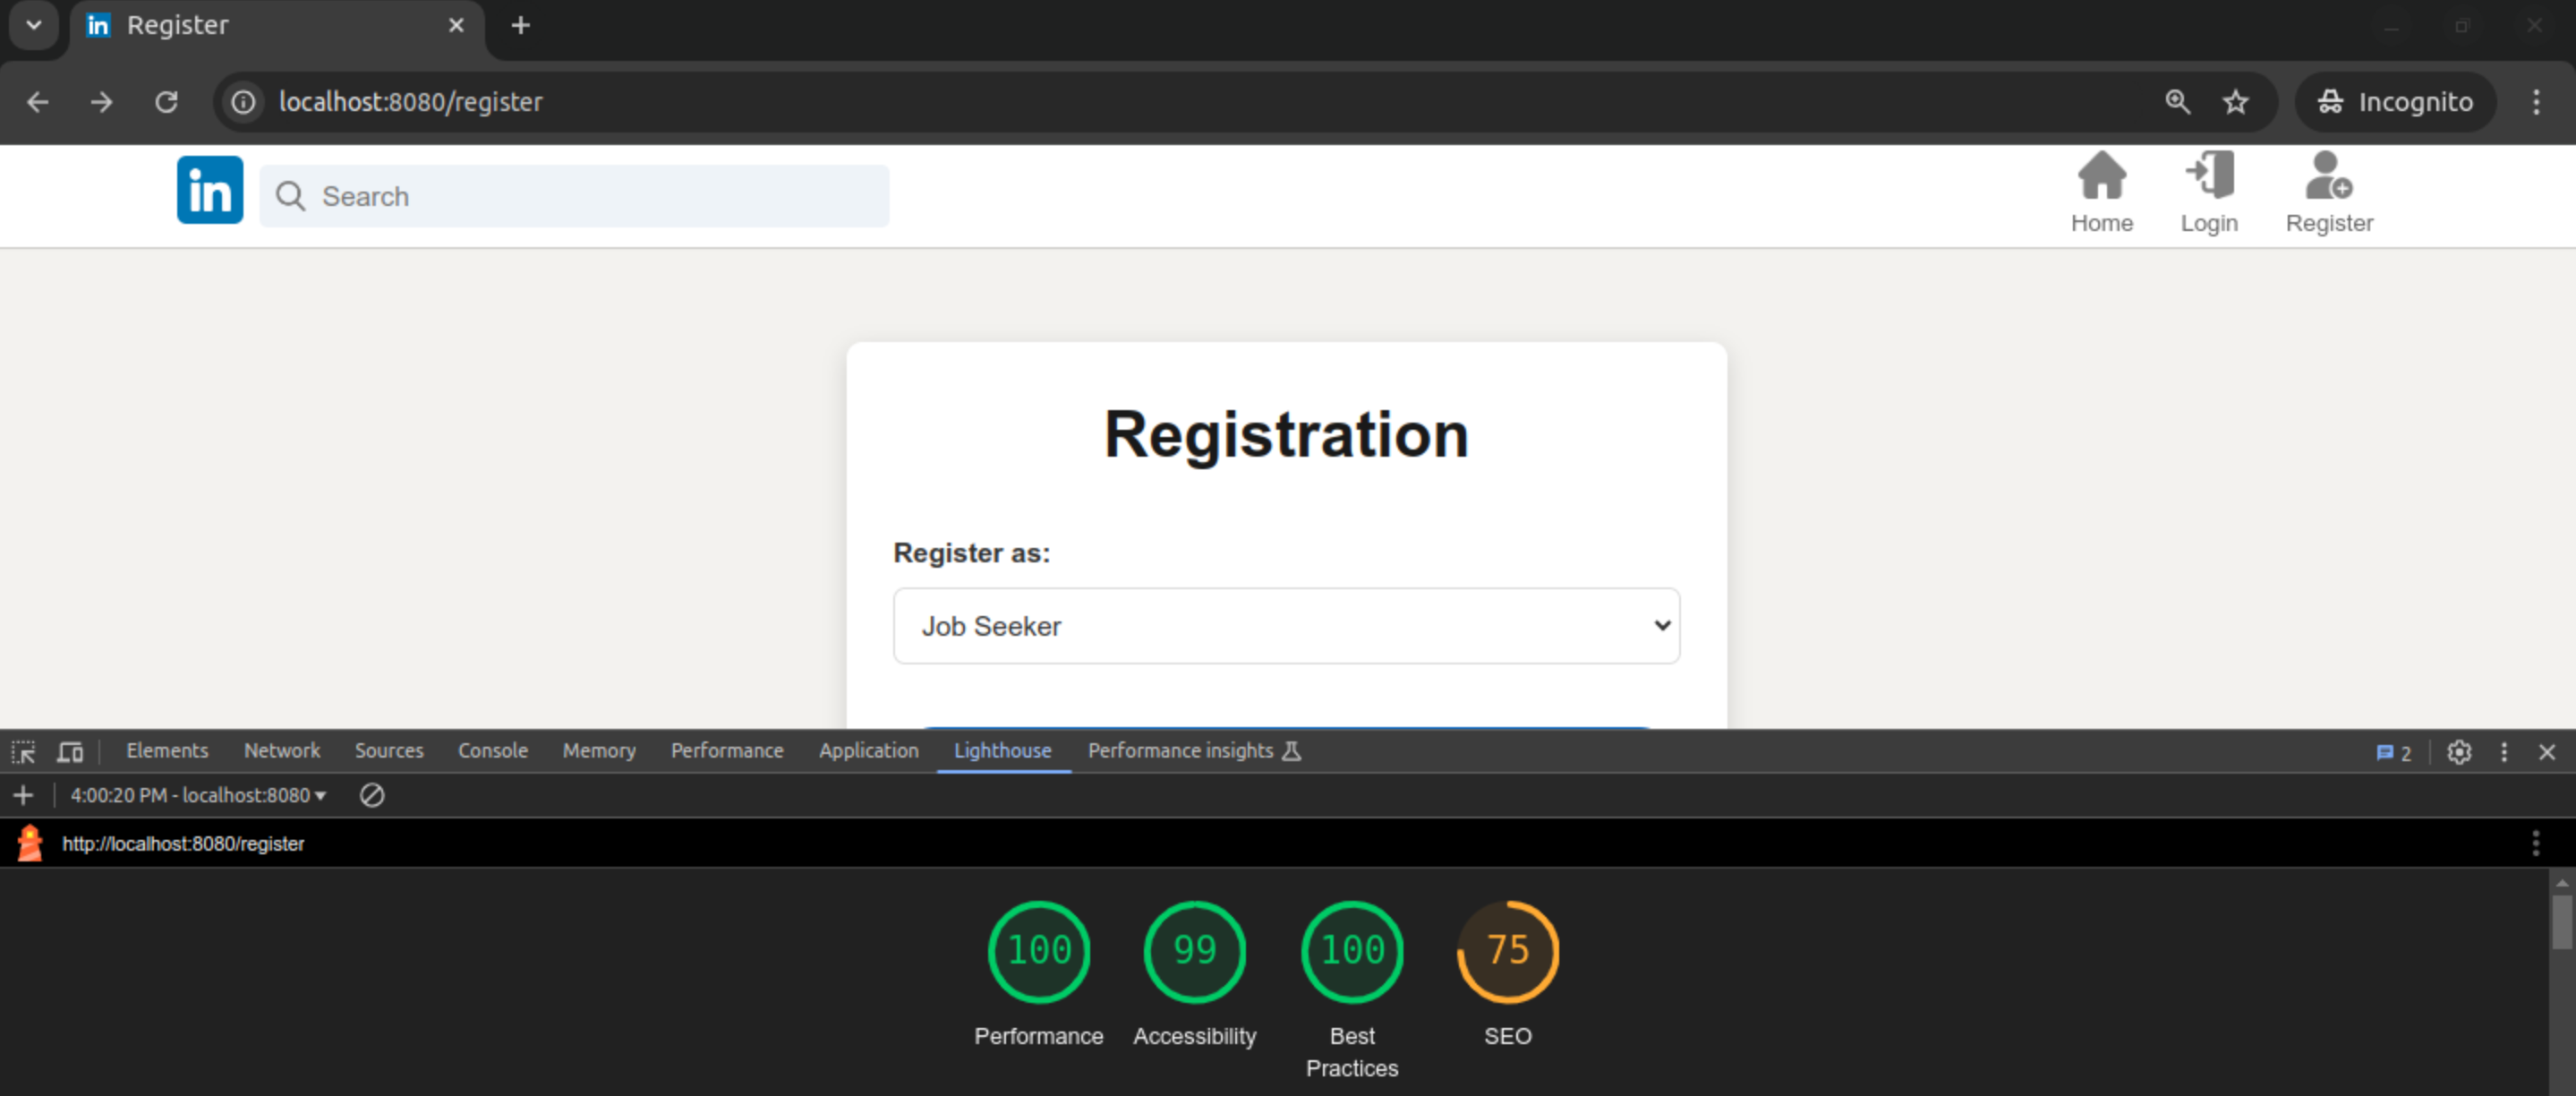 in Register
localhost:8080/register
Incognito
in
Search
Home
Login
Register
Registration
Register as:
Job Seeker
Elements Network Sources Console Memory Performance Application Lighthouse Performance insights 2
4:00:20 PM - localhost:8080
http://localhost:8080/register
100 99 100 75
Performance Accessibility Best Practices SEO